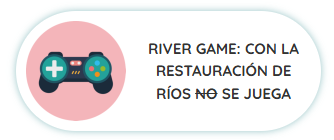 RIVER GAME: CON LA
RESTAURACIÓN DE
RÍOS NO SE JUEGA